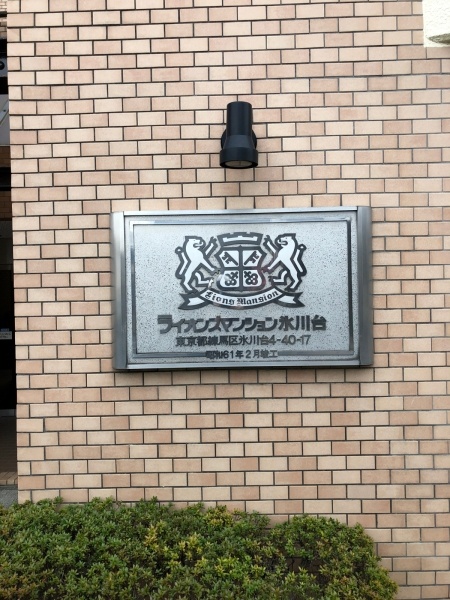 Lions Mansion
ライオンズマンション氷川台
東京都練馬区氷川台4-40-17
昭和61年2月竣工